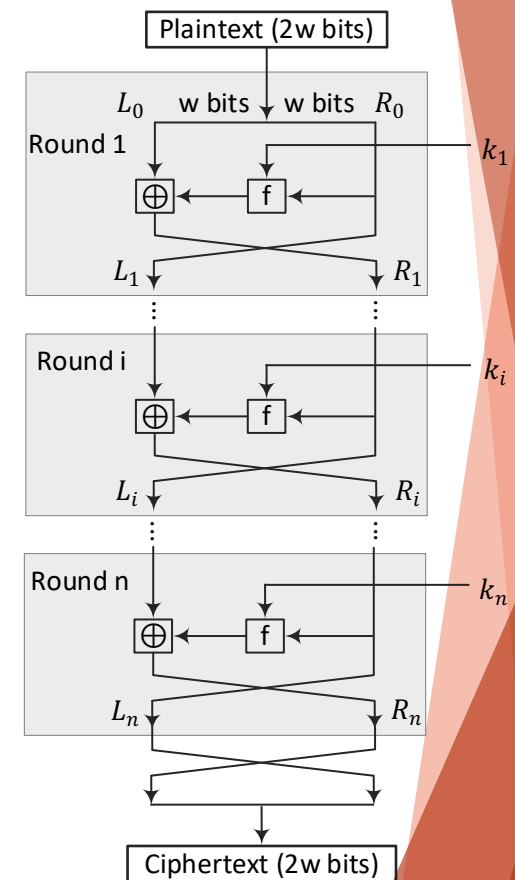 Plaintext (2w bits)
L₀ w bits w bits R₀
Round 1
k₁
⊕ f
L₁ R₁
⋮ ⋮
Round i
kᵢ
⊕ f
Lᵢ Rᵢ
⋮ ⋮
Round n
kₙ
⊕ f
Lₙ Rₙ
Ciphertext (2w bits)